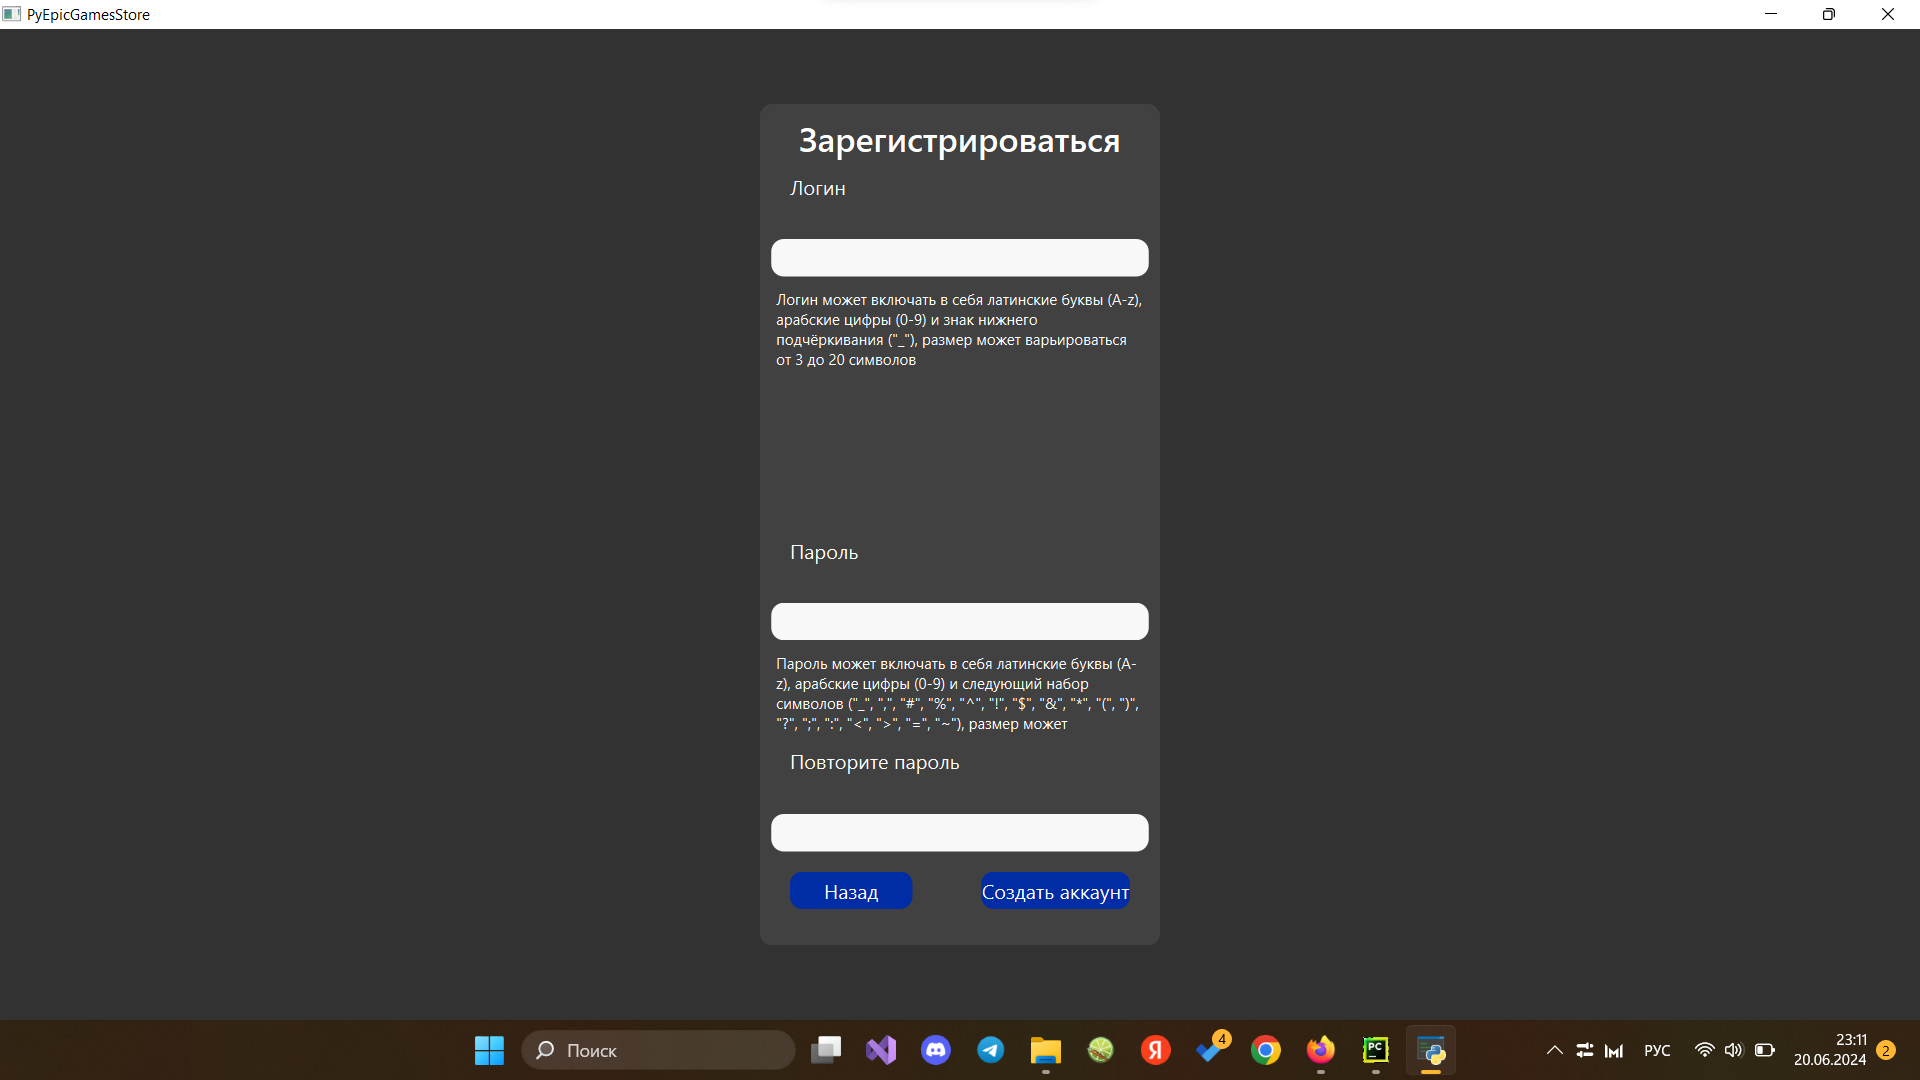 PyEpicGamesStore
Зарегистрироваться
Логин
Логин может включать в себя латинские буквы (A-z),
арабские цифры (0-9) и знак нижнего
подчёркивания ("_"), размер может варьироваться
от 3 до 20 символов
Пароль
Пароль может включать в себя латинские буквы (A-
z), арабские цифры (0-9) и следующий набор
символов ("_", ",", "#", "%", "^", "!", "$", "&", "*", "(", ")",
"?", ";", ":", "<", ">", "=", "~"), размер может
Повторите пароль
Назад
Создать аккаунт
Поиск
Я
4
PC
РУС
23:11
20.06.2024
2